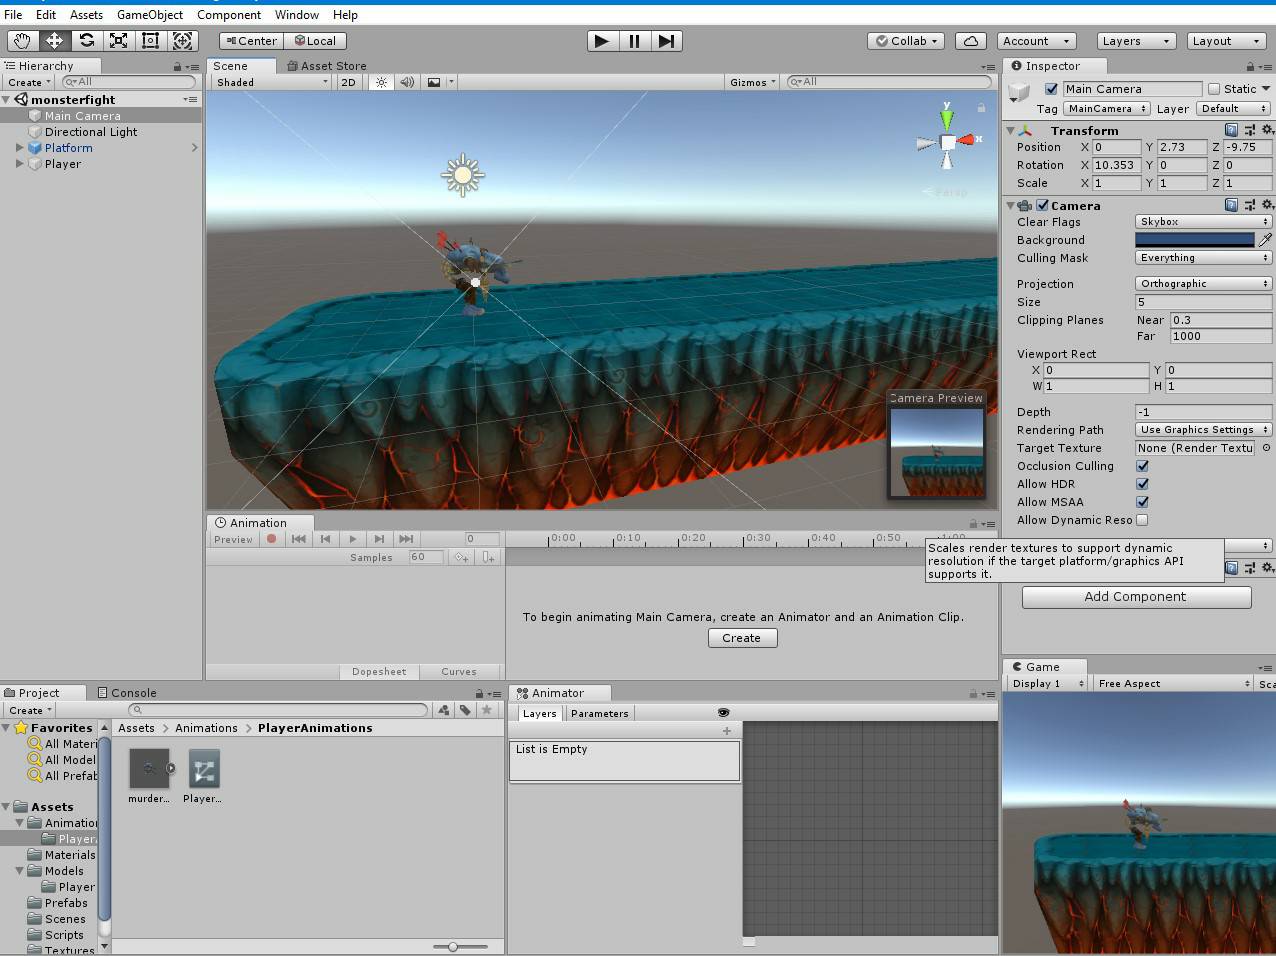 File Edit Assets GameObject Component Window Help
Center Local
Collab Account Layers Layout
Hierarchy
Create All
monsterfight
Main Camera
Directional Light
Platform
Player
Scene Asset Store
Shaded 2D Gizmos All
y
x
Persp
Camera Preview
Inspector
Main Camera Static
Tag MainCamera Layer Default
Transform
Position X 0 Y 2.73 Z -9.75
Rotation X 10.353 Y 0 Z 0
Scale X 1 Y 1 Z 1
Camera
Clear Flags Skybox
Background
Culling Mask Everything
Projection Orthographic
Size 5
Clipping Planes Near 0.3
Far 1000
Viewport Rect
X 0 Y 0
W 1 H 1
Depth -1
Rendering Path Use Graphics Settings
Target Texture None (Render Textu
Occlusion Culling
Allow HDR
Allow MSAA
Allow Dynamic Reso
Scales render textures to support dynamic
resolution if the target platform/graphics API
supports it.
Add Component
Animation
Preview 0 0:00 0:10 0:20 0:30 0:40 0:50 1:00
Samples 60
To begin animating Main Camera, create an Animator and an Animation Clip.
Create
Dopesheet Curves
Project Console
Create
Favorites
All Materi
All Model
All Prefab
Assets
Animation
Player
Materials
Models
Player
Prefabs
Scenes
Scripts
Textures
Assets Animations PlayerAnimations
murder... Player...
Animator
Layers Parameters
List is Empty
Game
Display 1 Free Aspect Sca